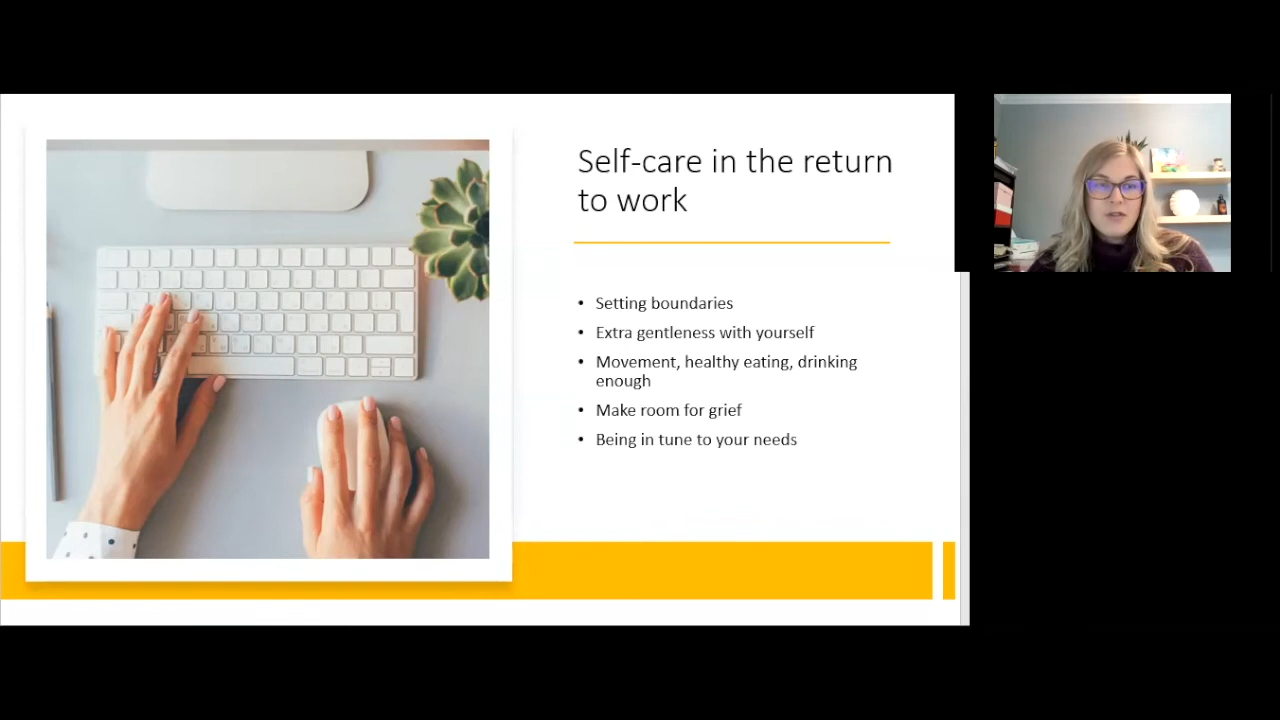 Self-care in the return
to work
• Setting boundaries
• Extra gentleness with yourself
• Movement, healthy eating, drinking
enough
• Make room for grief
• Being in tune to your needs